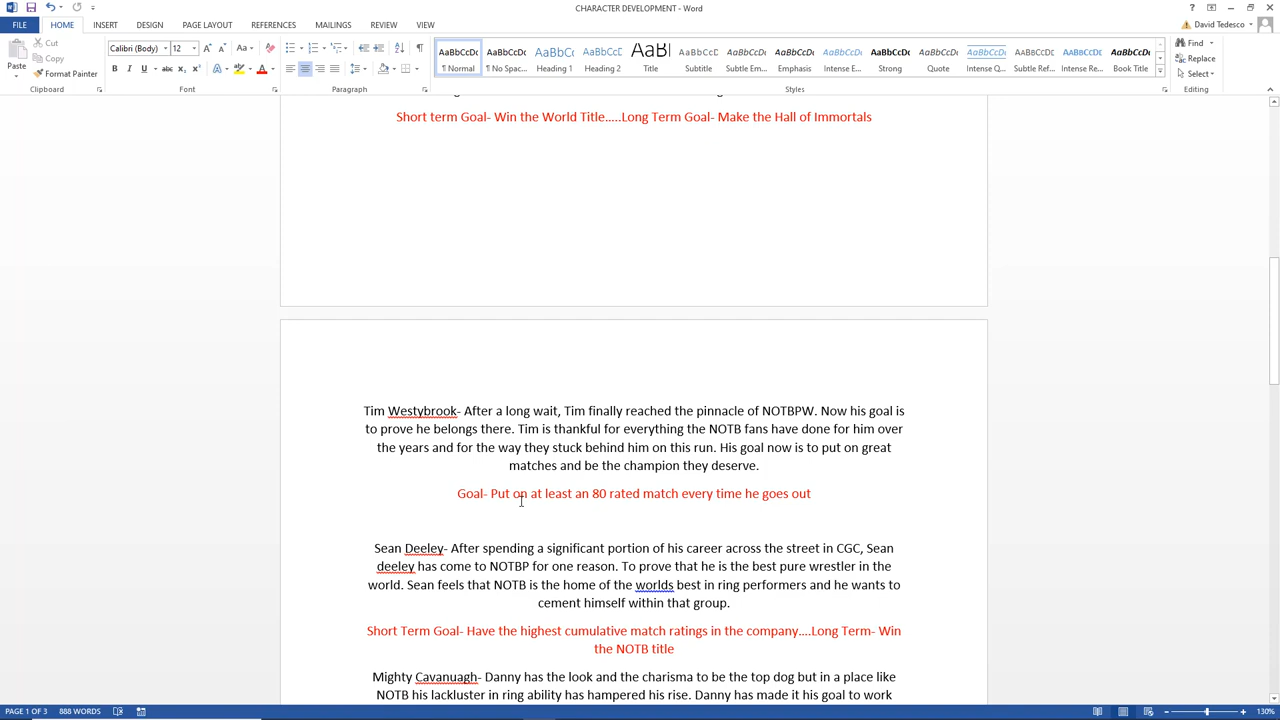 CHARACTER DEVELOPMENT - Word
FILE HOME INSERT DESIGN PAGE LAYOUT REFERENCES MAILINGS REVIEW VIEW
David Tedesco
Paste
Cut
Copy
Format Painter
Clipboard
Calibri (Body) 12
Font
Paragraph
AaBbCcDc AaBbCcDc AaBbCc AaBbCcDc AaBl AaBbCcD AaBbCcDc AaBbCcDc AaBbCcDc AaBbCcDc AaBbCcDc AaBbCcDc AaBbCcDc AaBbCcDc AaBbCcDc
¶ Normal ¶ No Spac... Heading 1 Heading 2 Title Subtitle Subtle Em... Emphasis Intense E... Strong Quote Intense Q... Subtle Ref... Intense Re... Book Title
Styles
Find
Replace
Select
Editing
Short term Goal- Win the World Title.....Long Term Goal- Make the Hall of Immortals
Tim Westybrook- After a long wait, Tim finally reached the pinnacle of NOTBPW. Now his goal is
to prove he belongs there. Tim is thankful for everything the NOTB fans have done for him over
the years and for the way they stuck behind him on this run. His goal now is to put on great
matches and be the champion they deserve.
Goal- Put on at least an 80 rated match every time he goes out
Sean Deeley- After spending a significant portion of his career across the street in CGC, Sean
deeley has come to NOTBP for one reason. To prove that he is the best pure wrestler in the
world. Sean feels that NOTB is the home of the worlds best in ring performers and he wants to
cement himself within that group.
Short Term Goal- Have the highest cumulative match ratings in the company....Long Term- Win
the NOTB title
Mighty Cavanuagh- Danny has the look and the charisma to be the top dog but in a place like
NOTB his lackluster in ring ability has hampered his rise. Danny has made it his goal to work
PAGE 1 OF 3 888 WORDS
130%